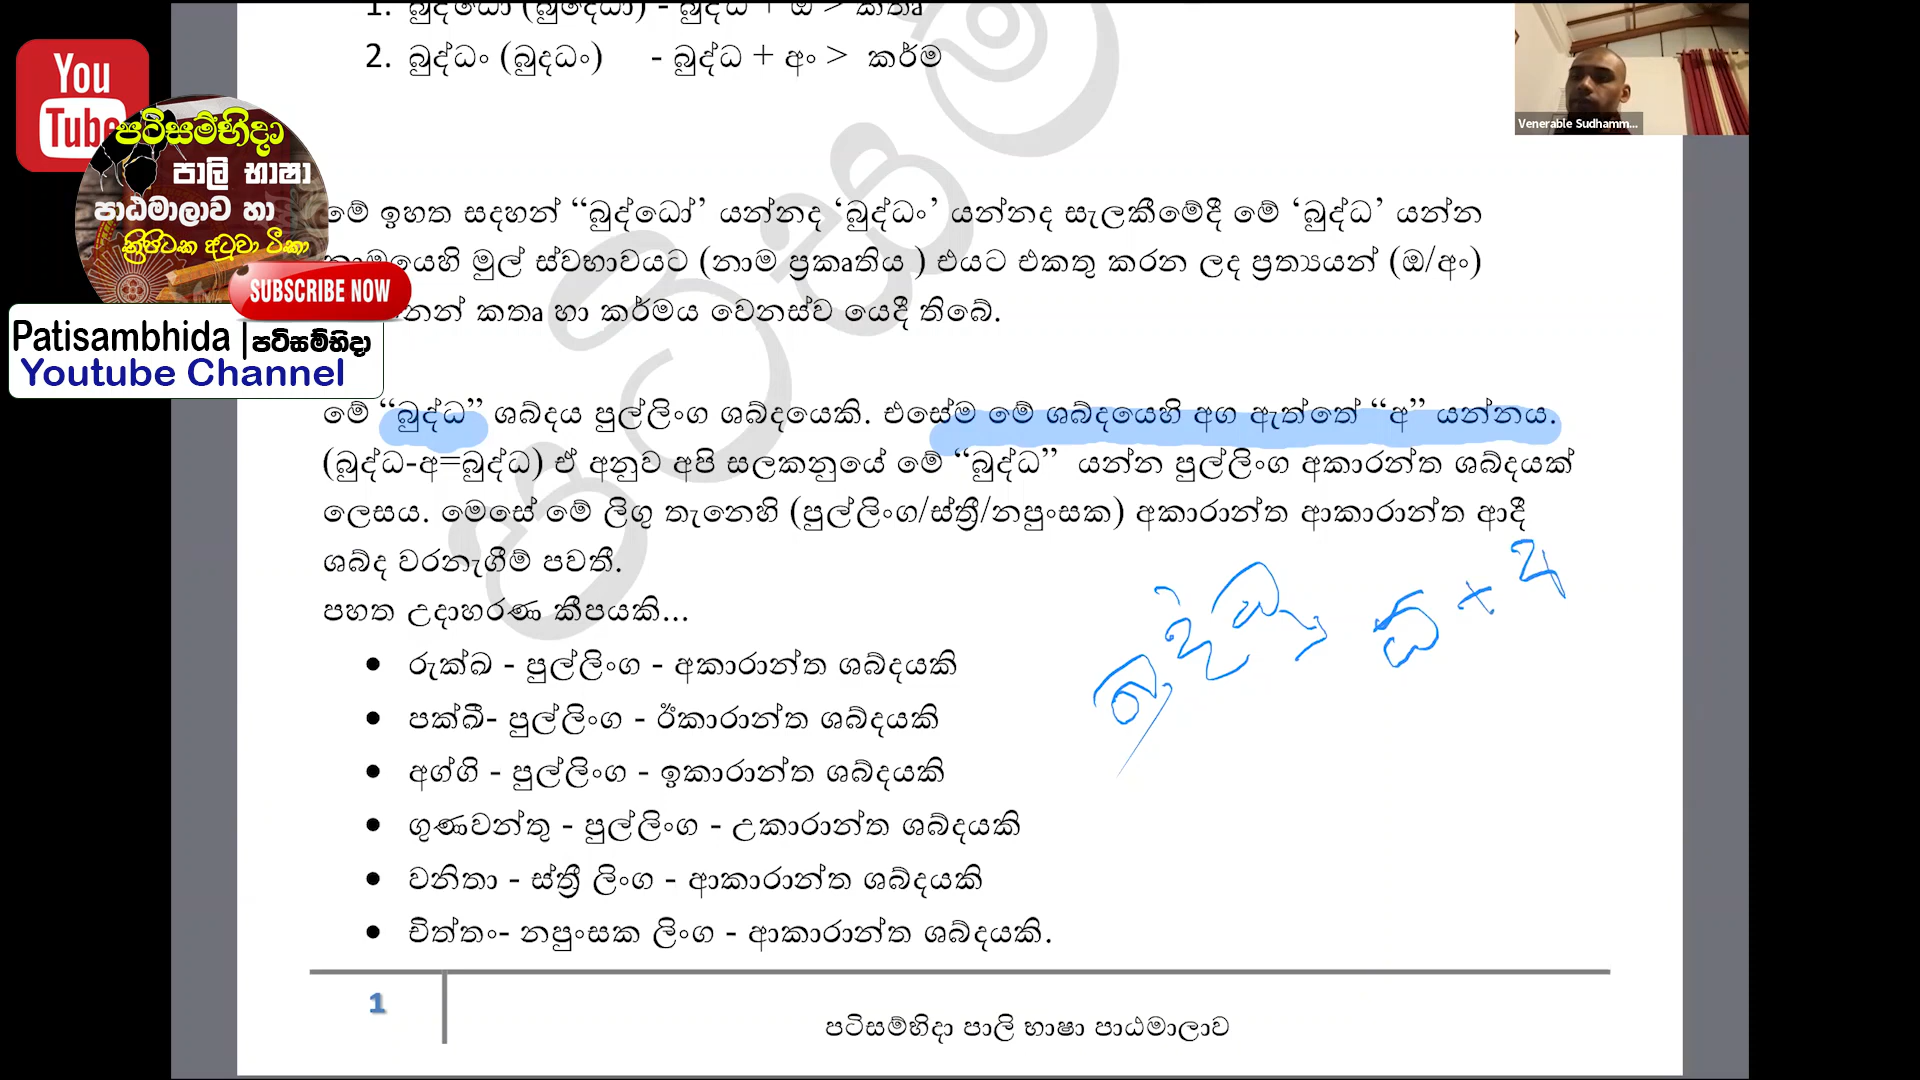 1. බුද්ධො (බුද‍්ධො) - බුද්ධ + ඔ > කතෘ
2. බුද්ධං (බුදධං) - බුද්ධ + අං > කර්ම
Venerable Sudhamm...
You
Tube
පටිසම්භිදා
පාලි භාෂා
පාඨමාලාව හා
ත්‍රිපිටක අටුවා ටීකා
SUBSCRIBE NOW
Patisambhida | පටිසම්භිදා
Youtube Channel
මේ ඉහත සදහන් “බුද්ධෝ’ යන්නද ‘බුද්ධං’ යන්නද සැලකීමේදී මේ ‘බුද්ධ’ යන්න
නාමයෙහි මුල් ස්වභාවයට (නාම ප්‍රකෘතිය ) එයට එකතු කරන ලද ප්‍රත්‍යයන් (ඔ/අං)
නන් කතෘ හා කර්මය වෙනස්ව යෙදී තිබේ.
මේ “බුද්ධ” ශබ්දය පුල්ලිංග ශබ්දයෙකි. එසේම මේ ශබ්දයෙහි අග ඇත්තේ “අ” යන්නය.
(බුද්ධ-අ=බුද්ධ) ඒ අනුව අපි සලකනුයේ මේ “බුද්ධ” යන්න පුල්ලිංග අකාරන්ත ශබ්දයක්
ලෙසය. මෙසේ මේ ලිගු තැනෙහි (පුල්ලිංග/ස්ත්‍රී/නපුංසක) අකාරාන්ත ආකාරාන්ත ආදී
ශබ්ද වරනැගීම් පවතී.
පහත උදාහරණ කීපයකි...
බුද්ධ ධ් + අ
• රුක්ඛ - පුල්ලිංග - අකාරාන්ත ශබ්දයකි
• පක්ඛී- පුල්ලිංග - ඊකාරාන්ත ශබ්දයකි
• අග්ගි - පුල්ලිංග - ඉකාරාන්ත ශබ්දයකි
• ගුණවන්තු - පුල්ලිංග - උකාරාන්ත ශබ්දයකි
• වනිතා - ස්ත්‍රී ලිංග - ආකාරාන්ත ශබ්දයකි
• චිත්තං- නපුංසක ලිංග - ආකාරාන්ත ශබ්දයකි.
1
පටිසම්භිදා පාලි භාෂා පාඨමාලාව